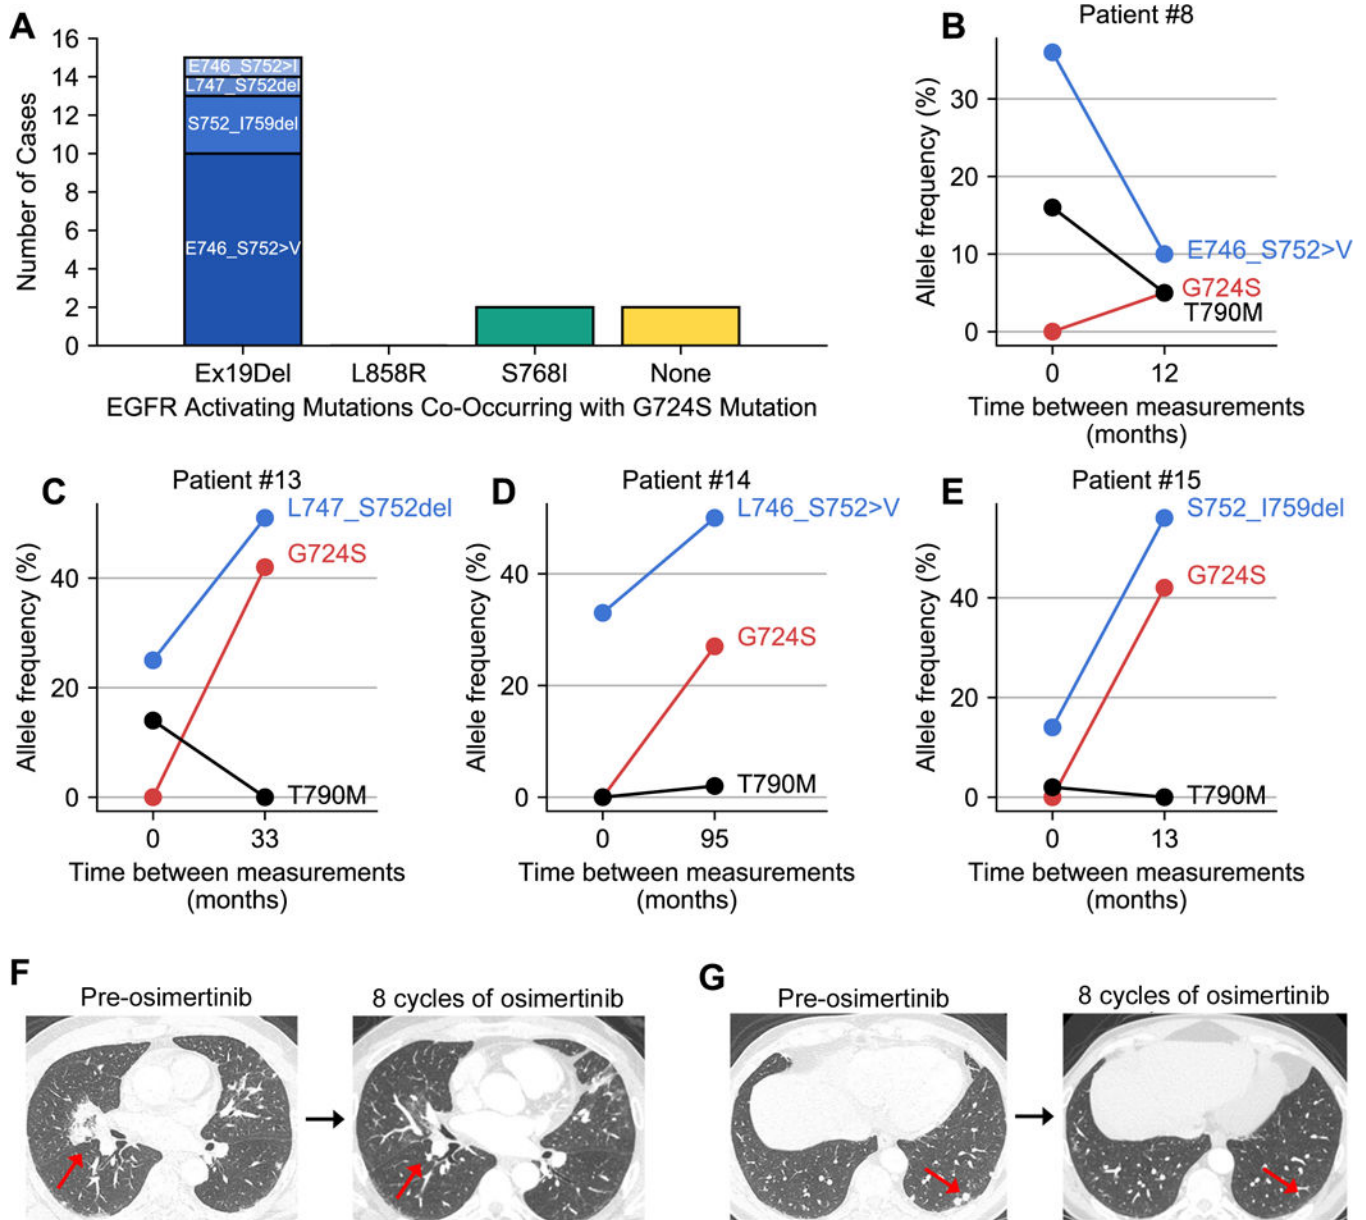 A
16
14
12
10
8
6
4
2
0
Number of Cases
E746_S752>I
L747_S752del
S752_I759del
E746_S752>V
Ex19Del
L858R
S768I
None
EGFR Activating Mutations Co-Occurring with G724S Mutation
B
Patient #8
Allele frequency (%)
30
20
10
0
E746_S752>V
G724S
T790M
0
12
Time between measurements
(months)
C
Patient #13
Allele frequency (%)
40
20
0
L747_S752del
G724S
T790M
0
33
Time between measurements
(months)
D
Patient #14
Allele frequency (%)
40
20
0
L746_S752>V
G724S
T790M
0
95
Time between measurements
(months)
E
Patient #15
Allele frequency (%)
40
20
0
S752_I759del
G724S
T790M
0
13
Time between measurements
(months)
F
Pre-osimertinib
8 cycles of osimertinib
G
Pre-osimertinib
8 cycles of osimertinib